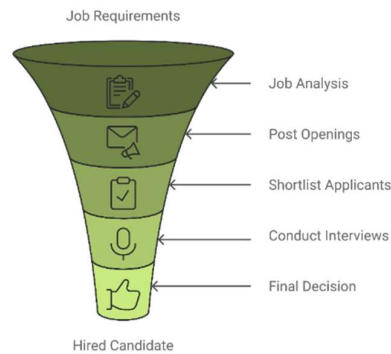 Job Requirements
Job Analysis
Post Openings
Shortlist Applicants
Conduct Interviews
Final Decision
Hired Candidate